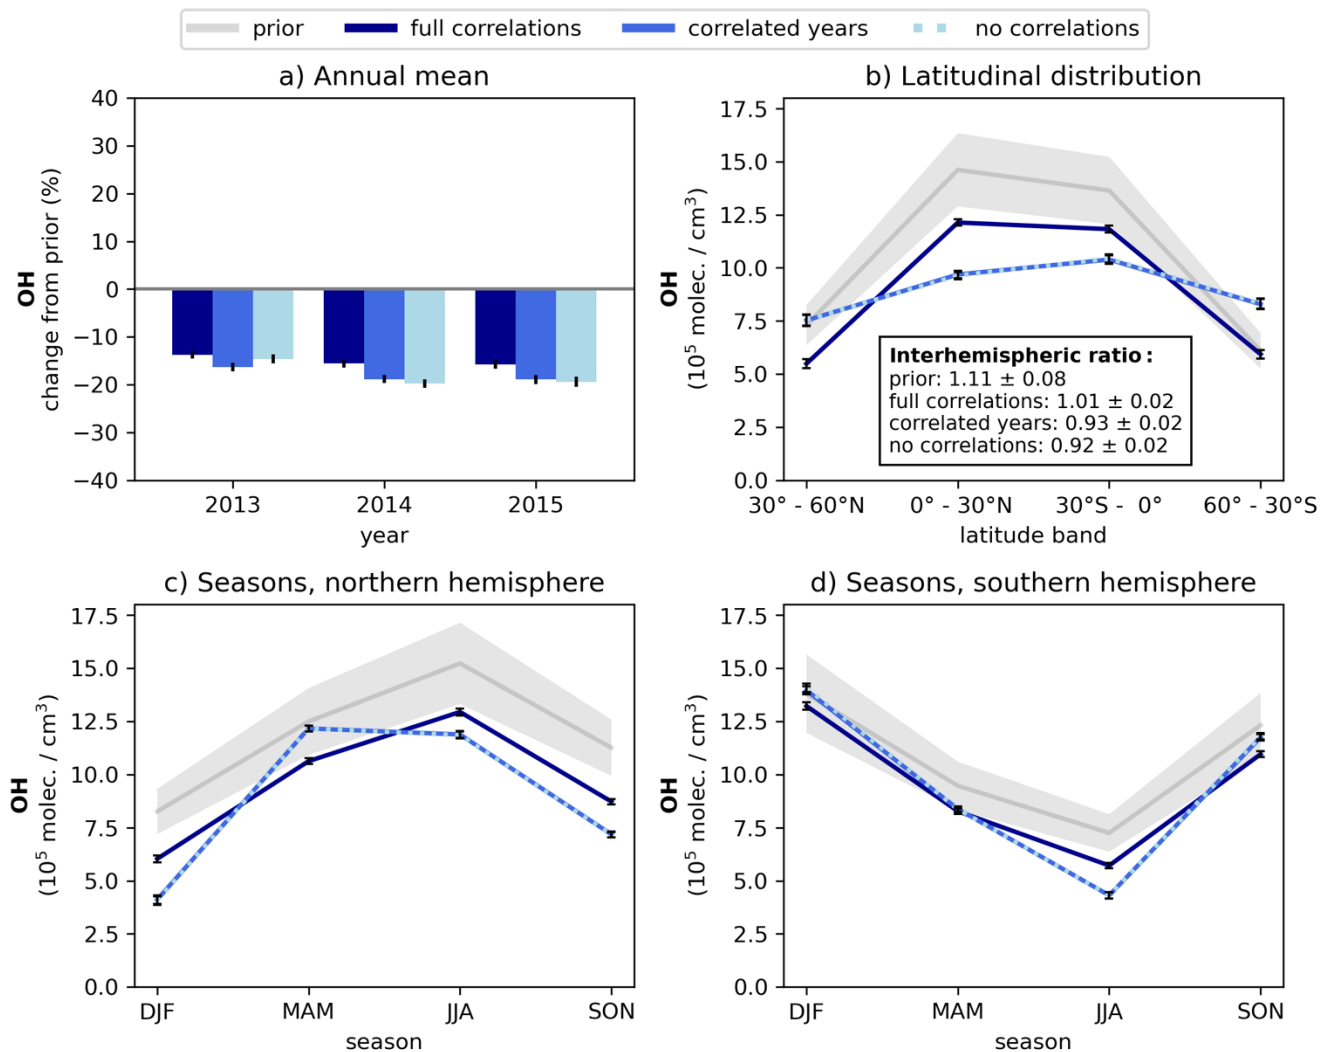 prior full correlations correlated years no correlations
a) Annual mean
40
30
20
10
0
−10
−20
−30
−40
OH
change from prior (%)
2013 2014 2015
year
b) Latitudinal distribution
17.5
15.0
12.5
10.0
7.5
5.0
2.5
0.0
OH
(10⁵ molec. / cm³)
Interhemispheric ratio:
prior: 1.11 ± 0.08
full correlations: 1.01 ± 0.02
correlated years: 0.93 ± 0.02
no correlations: 0.92 ± 0.02
30° - 60°N 0° - 30°N 30°S - 0° 60° - 30°S
latitude band
c) Seasons, northern hemisphere
17.5
15.0
12.5
10.0
7.5
5.0
2.5
0.0
OH
(10⁵ molec. / cm³)
DJF MAM JJA SON
season
d) Seasons, southern hemisphere
17.5
15.0
12.5
10.0
7.5
5.0
2.5
0.0
OH
(10⁵ molec. / cm³)
DJF MAM JJA SON
season